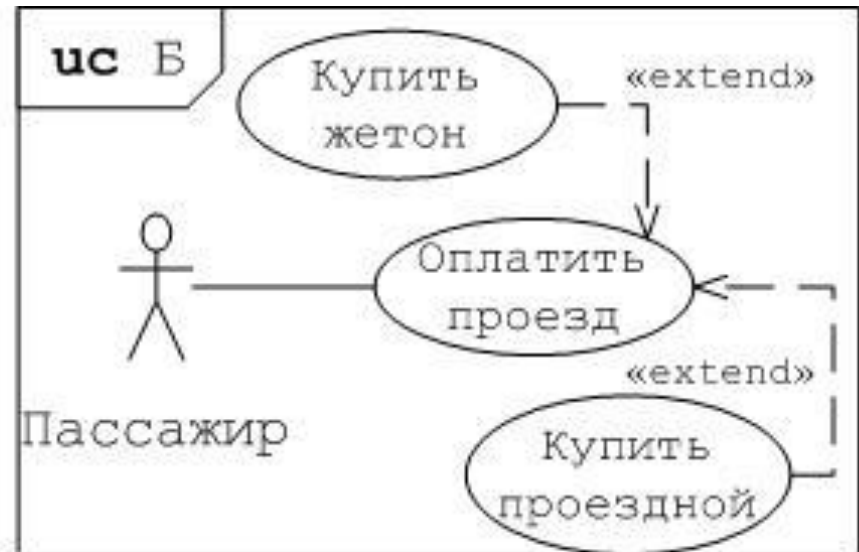 uc Б
Купить
жетон
«extend»
Оплатить
проезд
Пассажир
«extend»
Купить
проездной